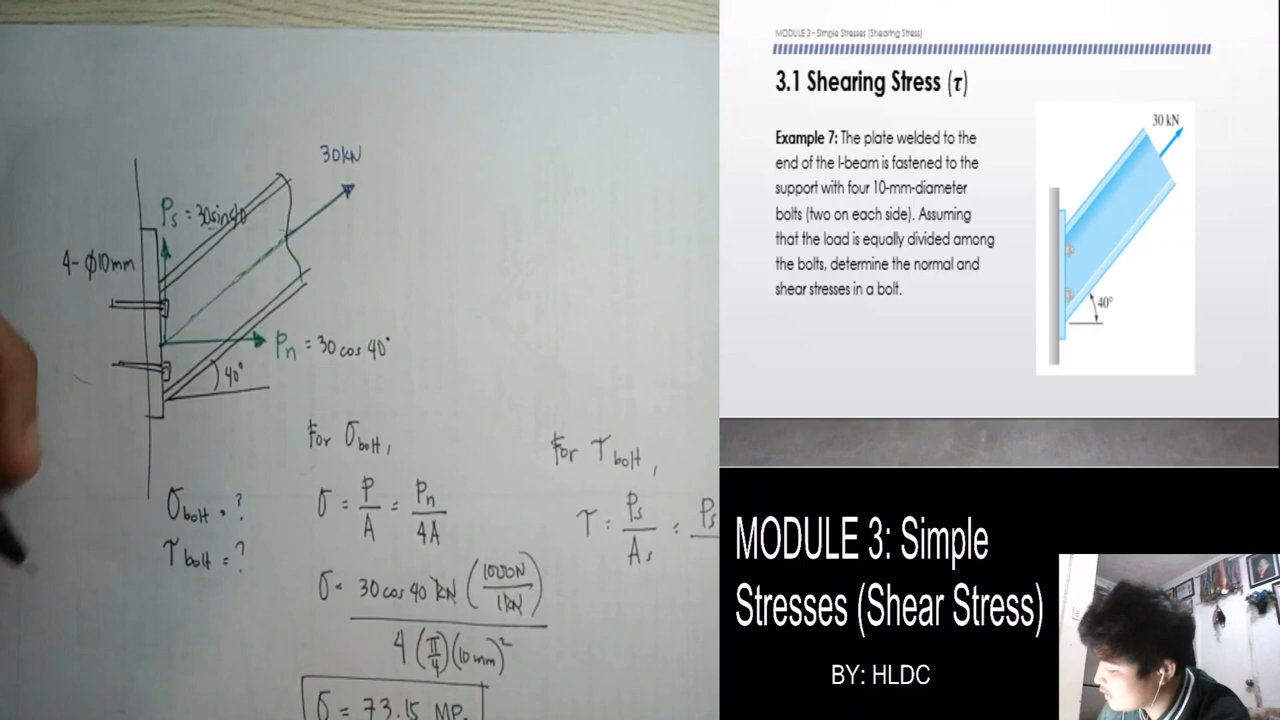 30kN
Ps = 30sin40
4-φ10mm
Pn = 30 cos 40°
40°
For σbolt,
σ = P/A = Pn/4A
σ = 30 cos 40 kN (1000N/1kN)
4 (π/4)(10mm)²
σ = 73.15 MPa
For τbolt,
τ = Ps/As = Ps
σbolt = ?
τbolt = ?
MODULE 3 - Simple Stresses (Shearing Stress)
3.1 Shearing Stress (τ)
Example 7: The plate welded to the
end of the I-beam is fastened to the
support with four 10-mm-diameter
bolts (two on each side). Assuming
that the load is equally divided among
the bolts, determine the normal and
shear stresses in a bolt.
30 kN
40°
MODULE 3: Simple
Stresses (Shear Stress)
BY: HLDC